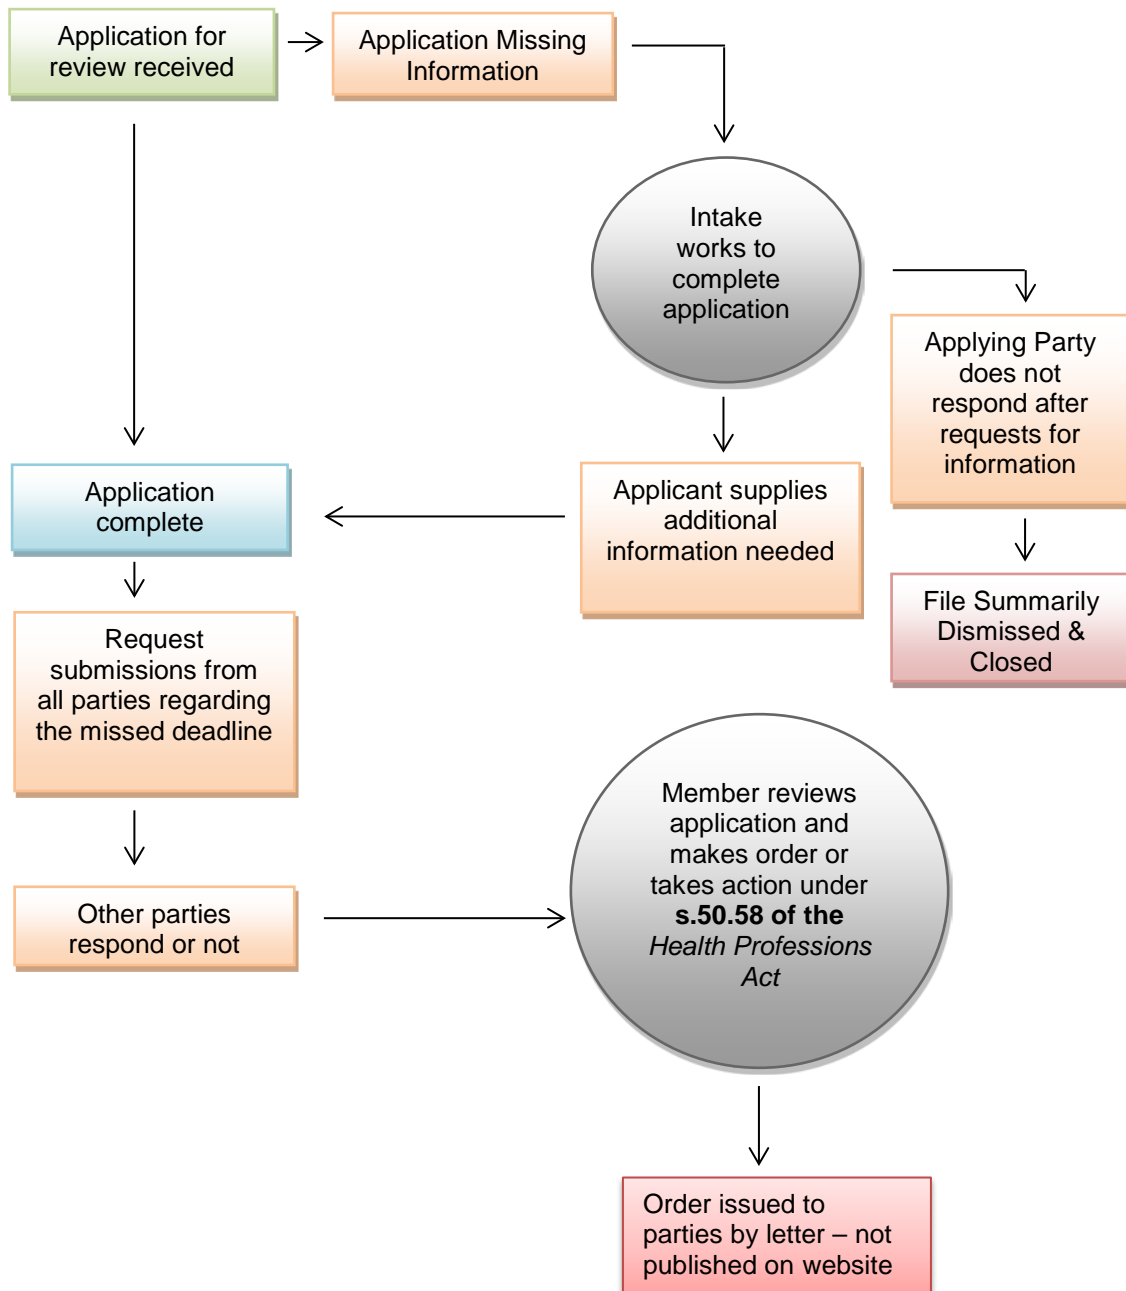 Application for
review received
Application Missing
Information
Intake
works to
complete
application
Applying Party
does not
respond after
requests for
information
Application
complete
Applicant supplies
additional
information needed
File Summarily
Dismissed &
Closed
Request
submissions from
all parties regarding
the missed deadline
Member reviews
application and
makes order or
takes action under
s.50.58 of the
Health Professions
Act
Other parties
respond or not
Order issued to
parties by letter – not
published on website